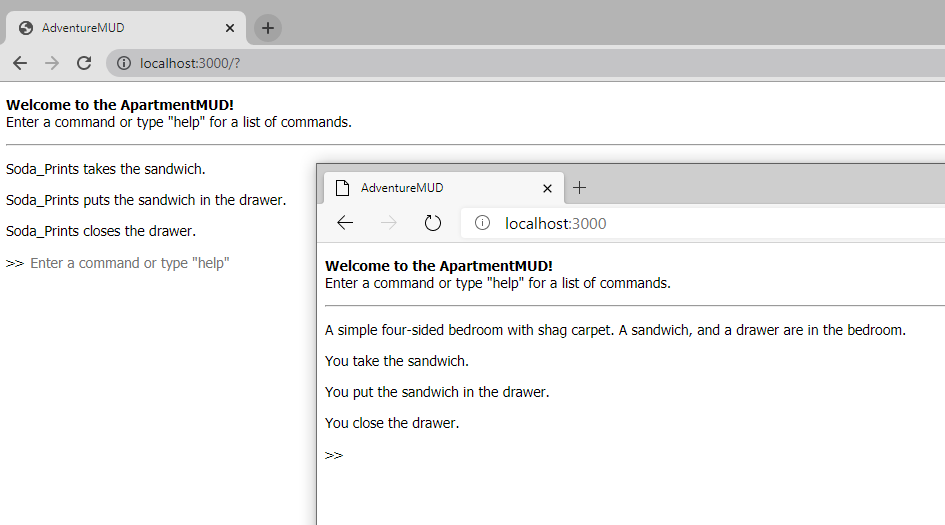 AdventureMUD
localhost:3000/?
Welcome to the ApartmentMUD!
Enter a command or type "help" for a list of commands.
Soda_Prints takes the sandwich.
Soda_Prints puts the sandwich in the drawer.
Soda_Prints closes the drawer.
>> Enter a command or type "help"
AdventureMUD
localhost:3000
Welcome to the ApartmentMUD!
Enter a command or type "help" for a list of commands.
A simple four-sided bedroom with shag carpet. A sandwich, and a drawer are in the bedroom.
You take the sandwich.
You put the sandwich in the drawer.
You close the drawer.
>>